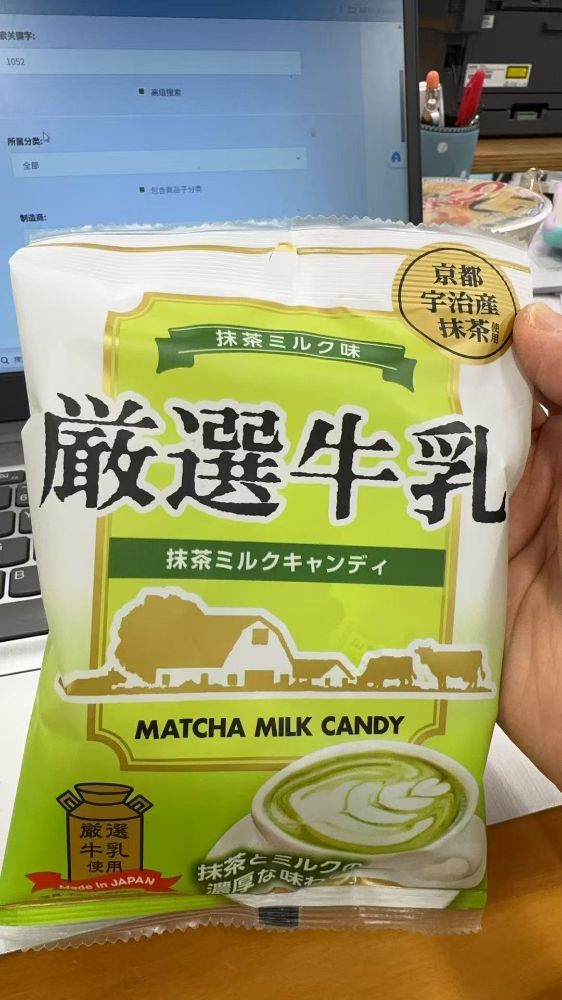 1052
高级搜索
所属分类:
全部
包含商品子分类
制造商:
京都
宇治産
抹茶使用
抹茶ミルク味
厳選牛乳
抹茶ミルクキャンディ
MATCHA MILK CANDY
厳選
牛乳
使用
Made in JAPAN
抹茶とミルクの
濃厚な味